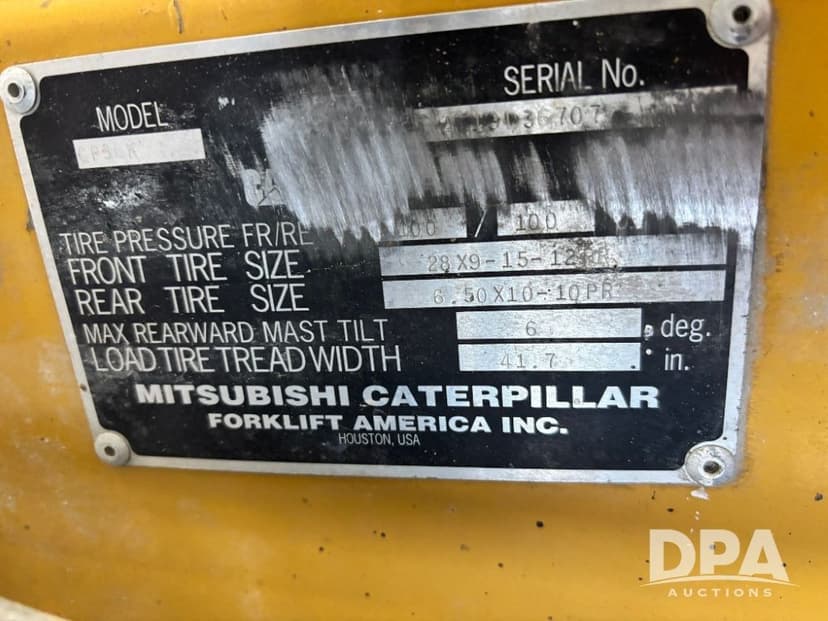 SERIAL No.
36707
MODEL
TIRE PRESSURE FR/RE 100 / 100
FRONT TIRE SIZE 28X9-15-12PR
REAR TIRE SIZE 6.50X10-10PR
MAX REARWARD MAST TILT 6 deg.
LOAD TIRE TREAD WIDTH 41.7 in.
MITSUBISHI CATERPILLAR
FORKLIFT AMERICA INC.
HOUSTON, USA
DPA
AUCTIONS